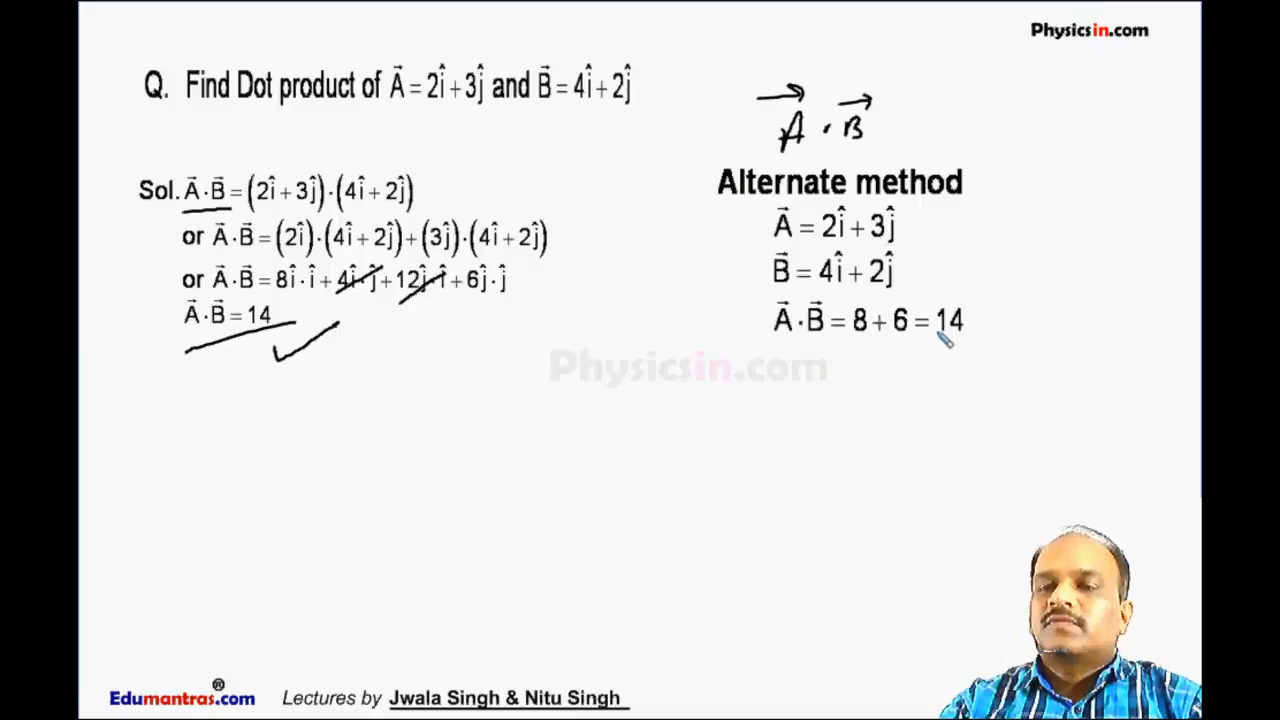 Physicsin.com
Q. Find Dot product of A⃗ = 2î + 3ĵ and B⃗ = 4î + 2ĵ
A⃗ . B⃗
Sol. A⃗ · B⃗ = (2î + 3ĵ) · (4î + 2ĵ)
or A⃗ · B⃗ = (2î) · (4î + 2ĵ) + (3ĵ) · (4î + 2ĵ)
or A⃗ · B⃗ = 8î · î + 4î · ĵ + 12ĵ · î + 6ĵ · ĵ
A⃗ · B⃗ = 14
Alternate method
A⃗ = 2î + 3ĵ
B⃗ = 4î + 2ĵ
A⃗ · B⃗ = 8 + 6 = 14
Physicsin.com
Edumantras.com® Lectures by Jwala Singh & Nitu Singh